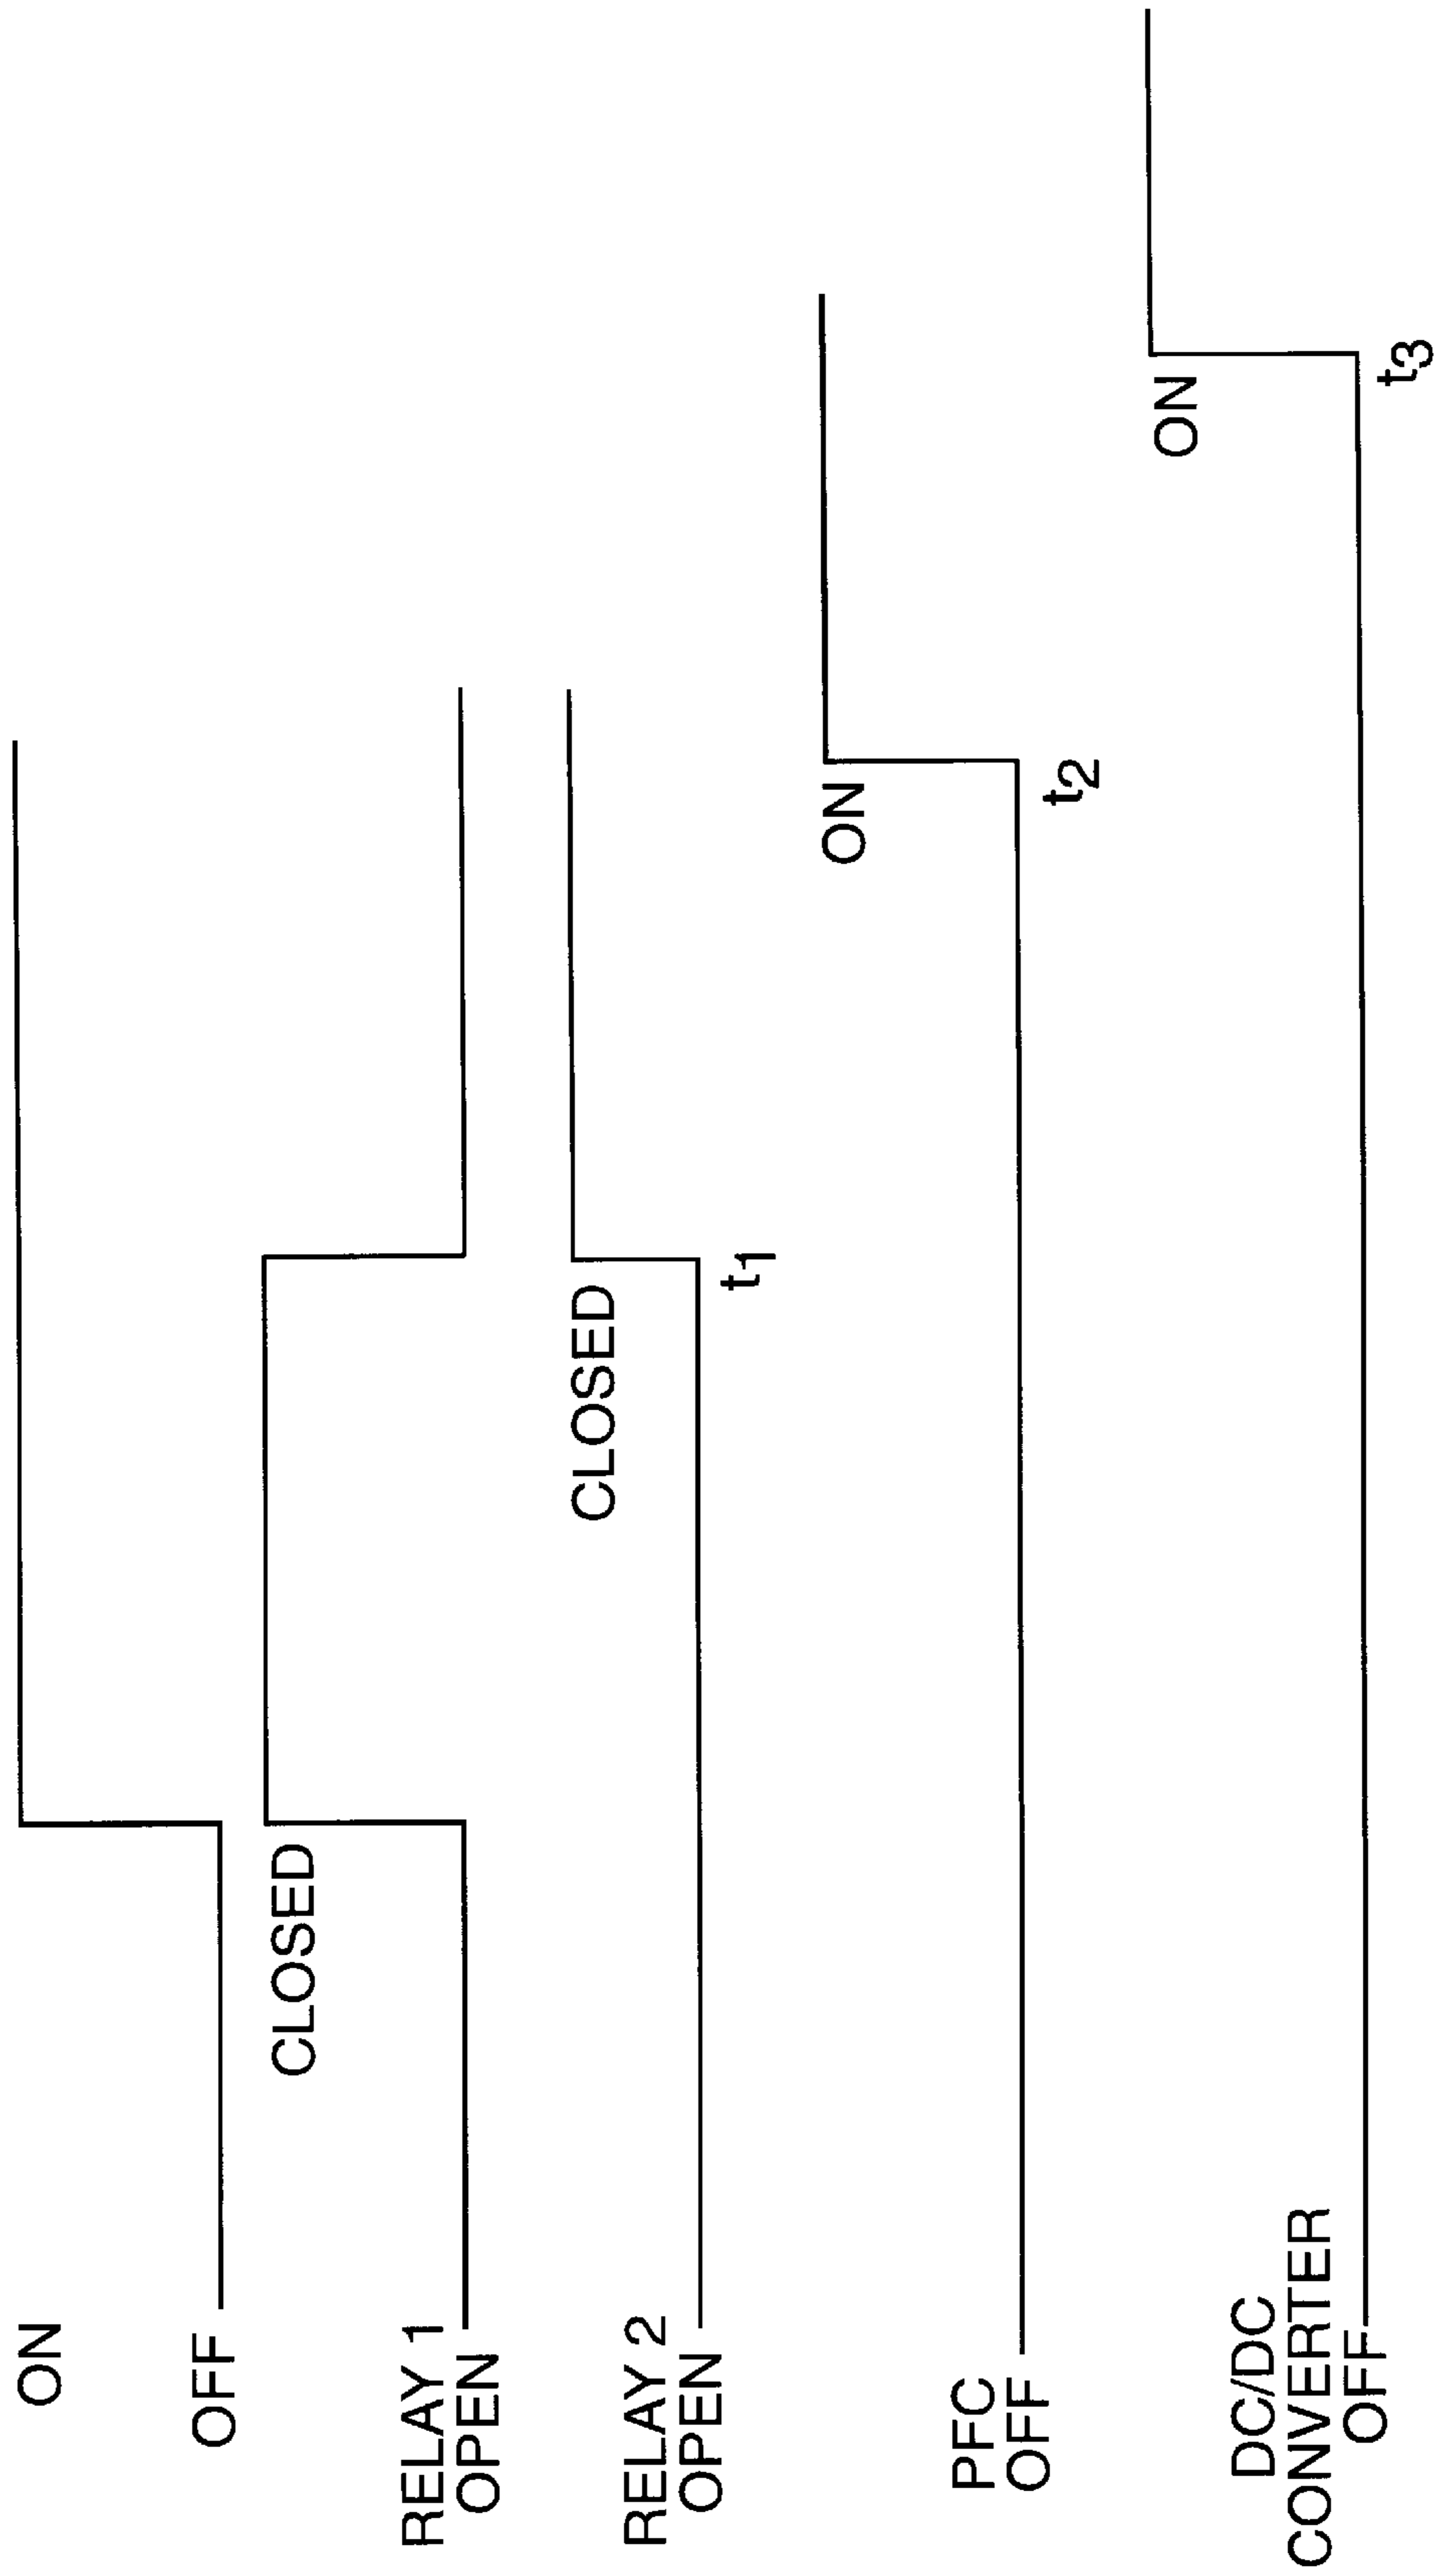 ON
OFF
CLOSED
RELAY 1
OPEN
CLOSED
RELAY 2
OPEN
t1
ON
PFC
OFF
t2
ON
DC/DC
CONVERTER
OFF
t3